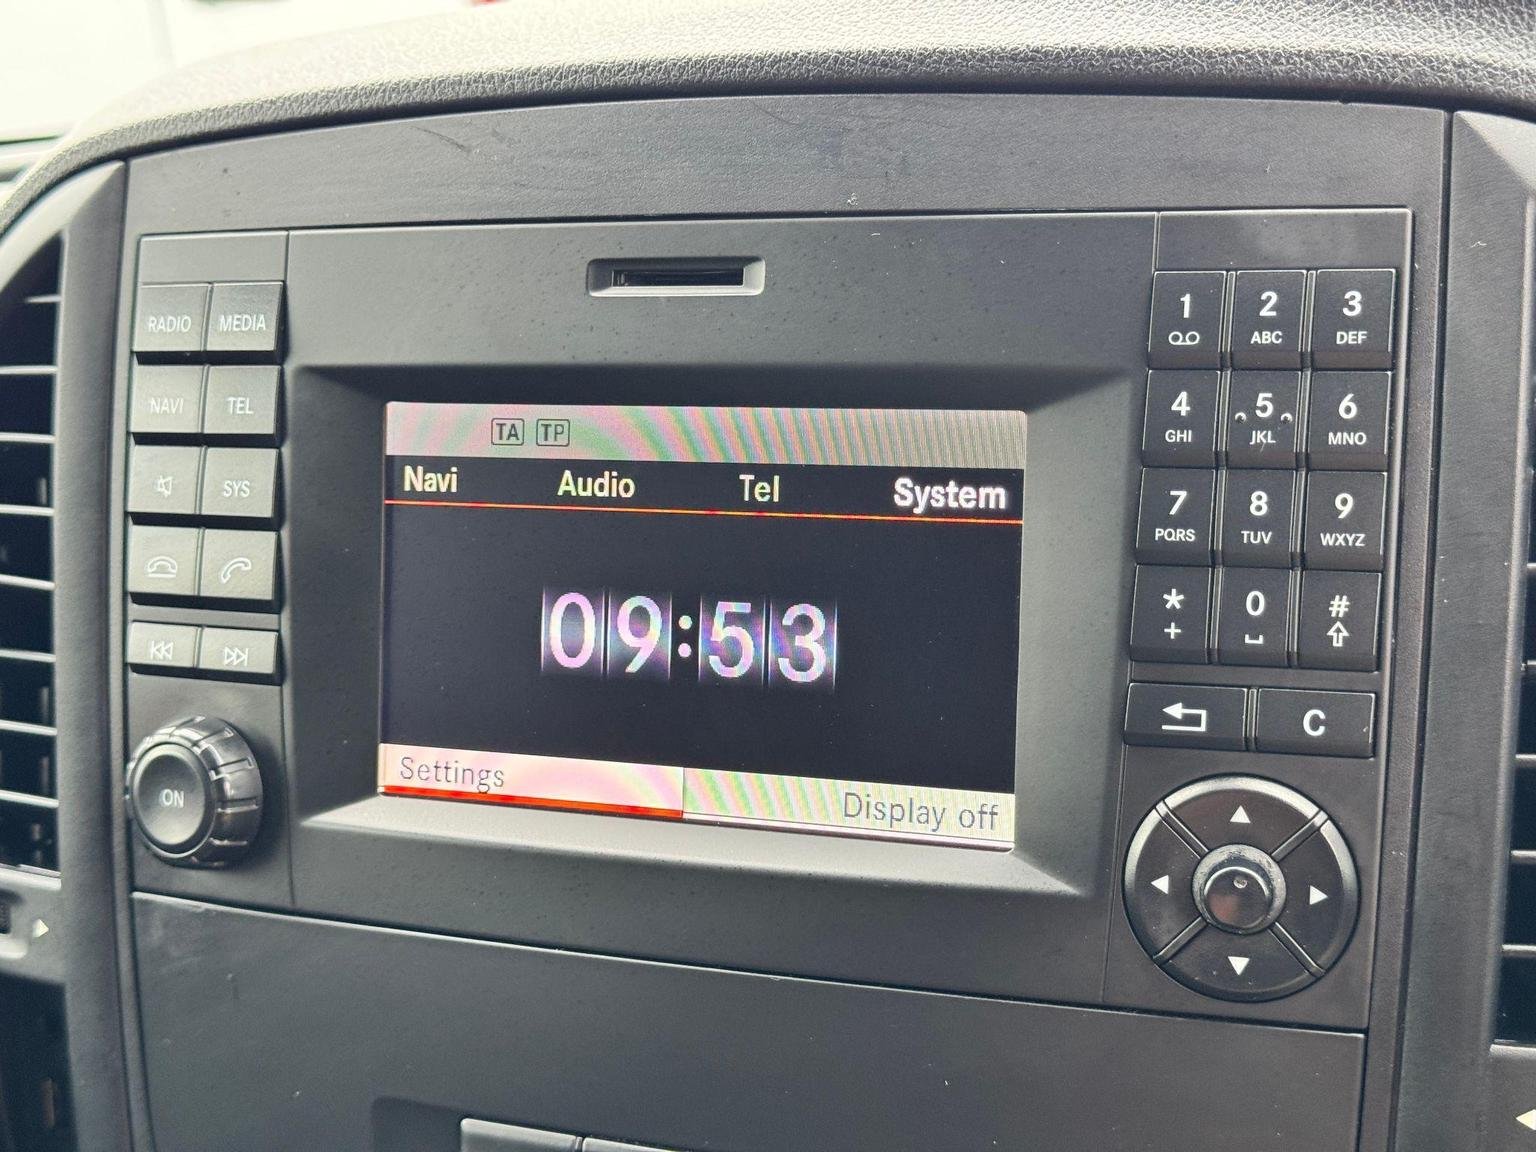 RADIO MEDIA
NAVI TEL
SYS
ON
TA TP
Navi Audio Tel System
09:53
Settings Display off
1 2 ABC 3 DEF
4 GHI 5 JKL 6 MNO
7 PQRS 8 TUV 9 WXYZ
* + 0 #
C